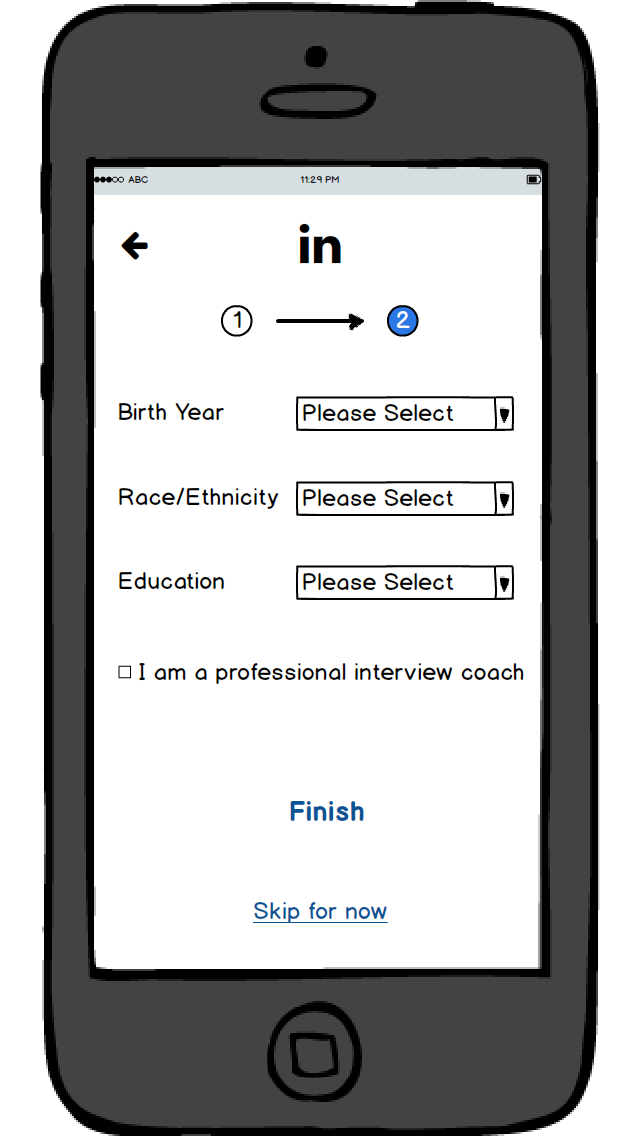 ABC 11:29 PM
in
1 2
Birth Year Please Select
Race/Ethnicity Please Select
Education Please Select
I am a professional interview coach
Finish
Skip for now